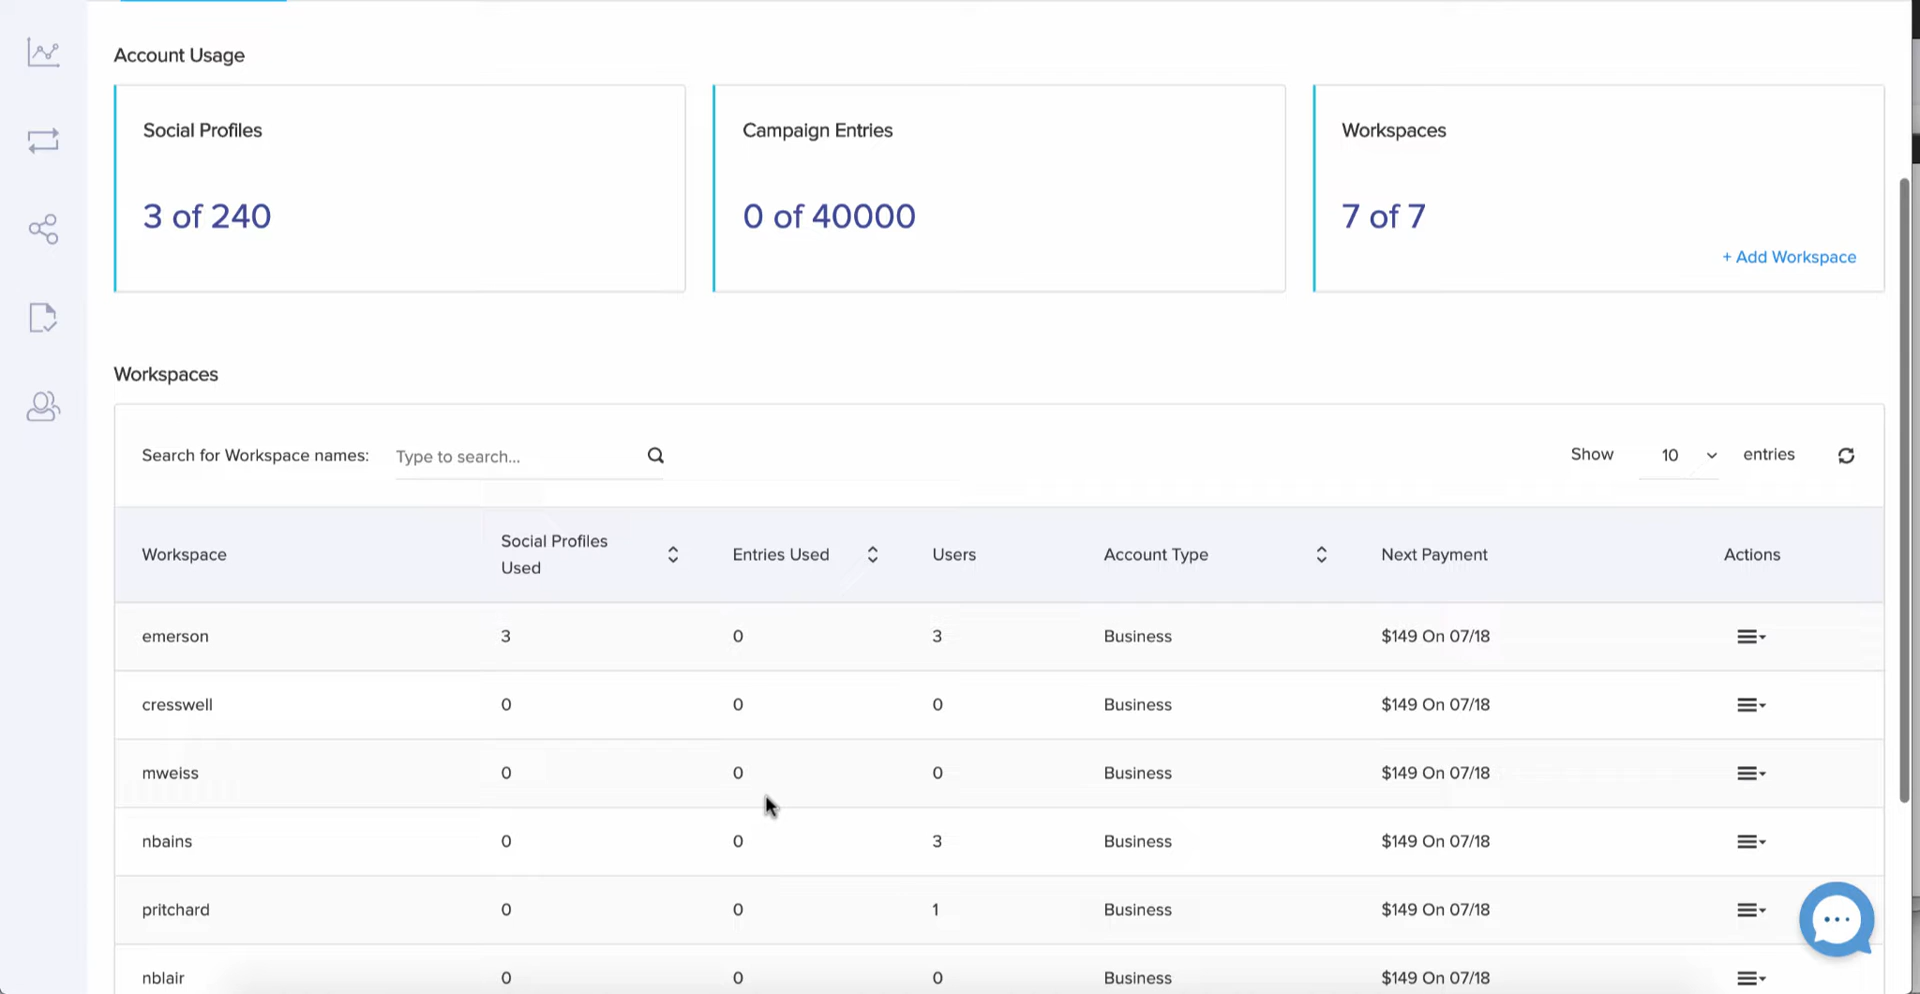 Account Usage
Social Profiles
3 of 240
Campaign Entries
0 of 40000
Workspaces
7 of 7
+ Add Workspace
Workspaces
Search for Workspace names: Type to search... Show 10 entries
Workspace Social Profiles Used Entries Used Users Account Type Next Payment Actions
emerson 3 0 3 Business $149 On 07/18
cresswell 0 0 0 Business $149 On 07/18
mweiss 0 0 0 Business $149 On 07/18
nbains 0 0 3 Business $149 On 07/18
pritchard 0 0 1 Business $149 On 07/18
nblair 0 0 0 Business $149 On 07/18